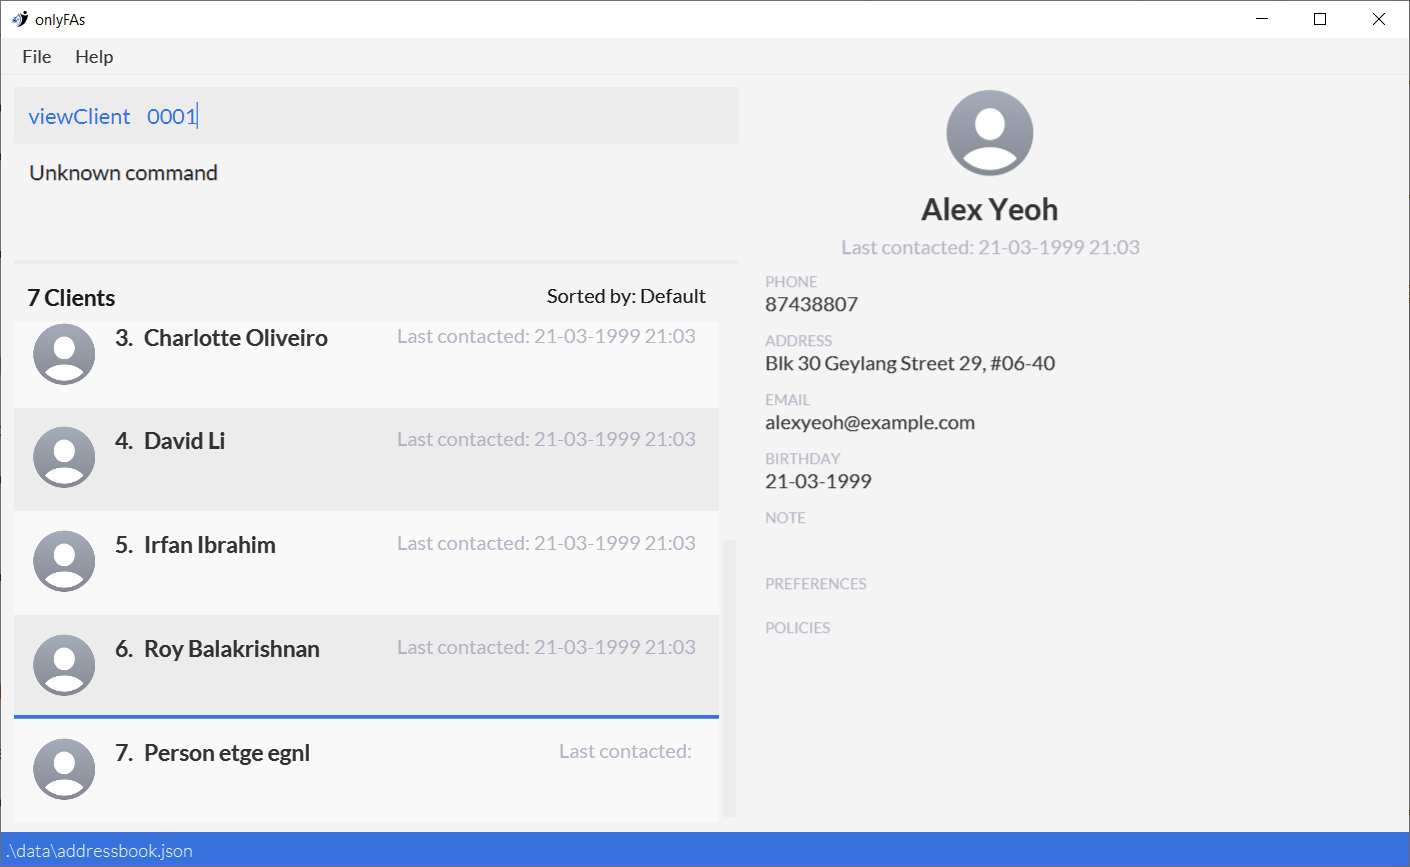 onlyFAs
File Help
viewClient 0001
Unknown command
7 Clients Sorted by: Default
3. Charlotte Oliveiro Last contacted: 21-03-1999 21:03
4. David Li Last contacted: 21-03-1999 21:03
5. Irfan Ibrahim Last contacted: 21-03-1999 21:03
6. Roy Balakrishnan Last contacted: 21-03-1999 21:03
7. Person etge egnl Last contacted:
Alex Yeoh
Last contacted: 21-03-1999 21:03
PHONE
87438807
ADDRESS
Blk 30 Geylang Street 29, #06-40
EMAIL
alexyeoh@example.com
BIRTHDAY
21-03-1999
NOTE
PREFERENCES
POLICIES
.\data\addressbook.json